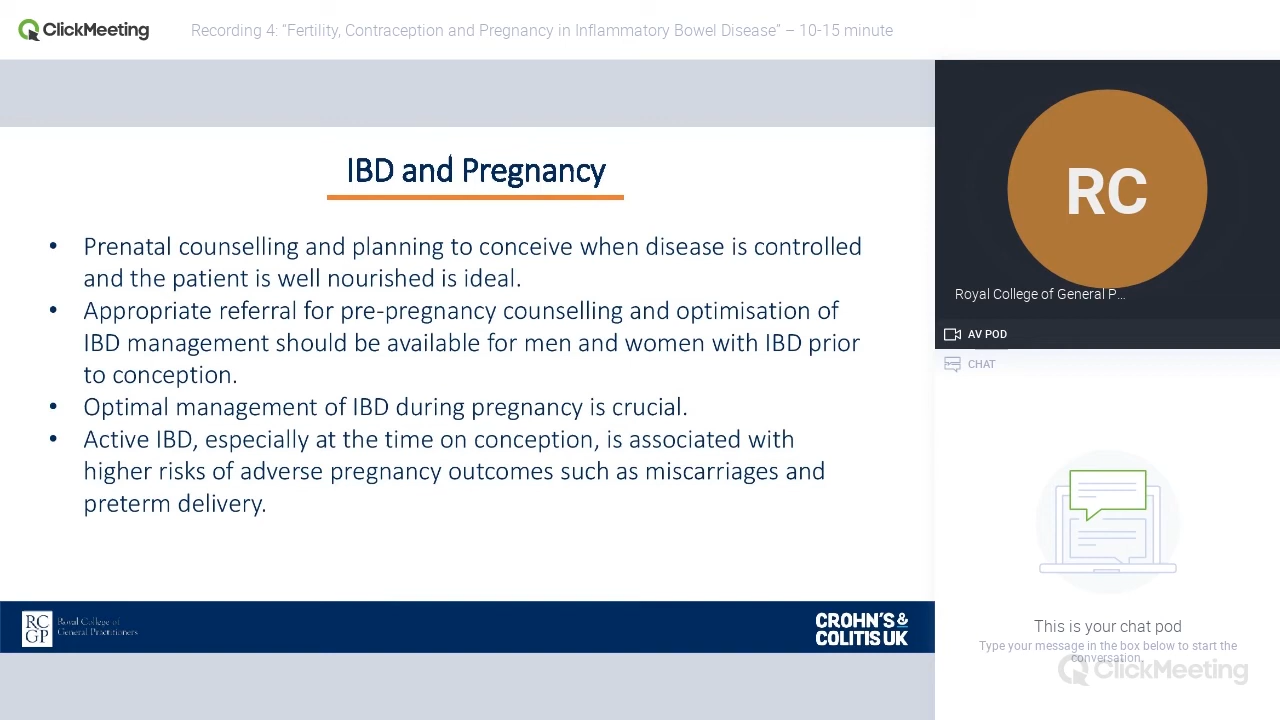 ClickMeeting
Recording 4: "Fertility, Contraception and Pregnancy in Inflammatory Bowel Disease" – 10-15 minute
IBD and Pregnancy
• Prenatal counselling and planning to conceive when disease is controlled
and the patient is well nourished is ideal.
• Appropriate referral for pre-pregnancy counselling and optimisation of
IBD management should be available for men and women with IBD prior
to conception.
• Optimal management of IBD during pregnancy is crucial.
• Active IBD, especially at the time on conception, is associated with
higher risks of adverse pregnancy outcomes such as miscarriages and
preterm delivery.
RC
GP
Royal College of
General Practitioners
CROHN'S &
COLITIS UK
RC
Royal College of General P...
AV POD
CHAT
This is your chat pod
Type your message in the box below to start the
conversation.
ClickMeeting